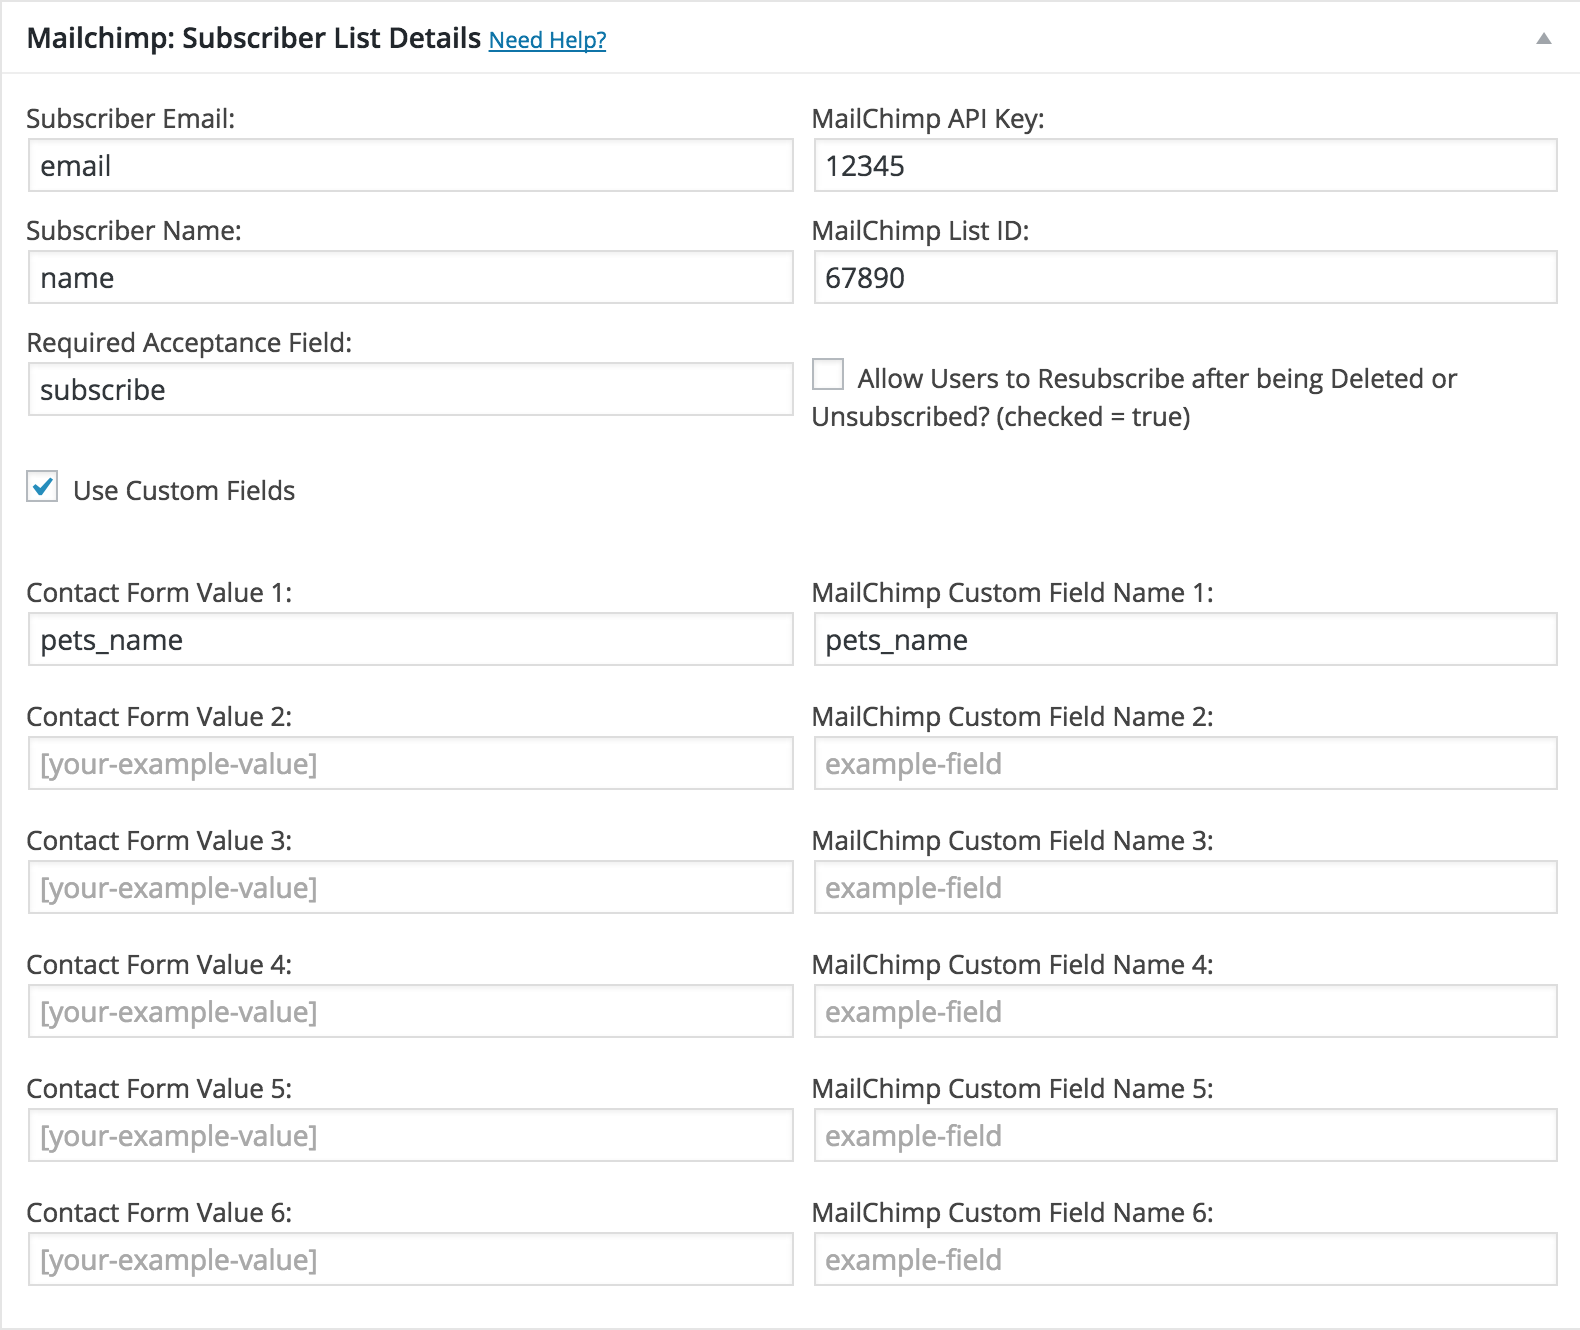 Mailchimp: Subscriber List Details Need Help?
Subscriber Email:
email
MailChimp API Key:
12345
Subscriber Name:
name
MailChimp List ID:
67890
Required Acceptance Field:
subscribe
Allow Users to Resubscribe after being Deleted or
Unsubscribed? (checked = true)
Use Custom Fields
Contact Form Value 1:
pets_name
MailChimp Custom Field Name 1:
pets_name
Contact Form Value 2:
[your-example-value]
MailChimp Custom Field Name 2:
example-field
Contact Form Value 3:
[your-example-value]
MailChimp Custom Field Name 3:
example-field
Contact Form Value 4:
[your-example-value]
MailChimp Custom Field Name 4:
example-field
Contact Form Value 5:
[your-example-value]
MailChimp Custom Field Name 5:
example-field
Contact Form Value 6:
[your-example-value]
MailChimp Custom Field Name 6:
example-field